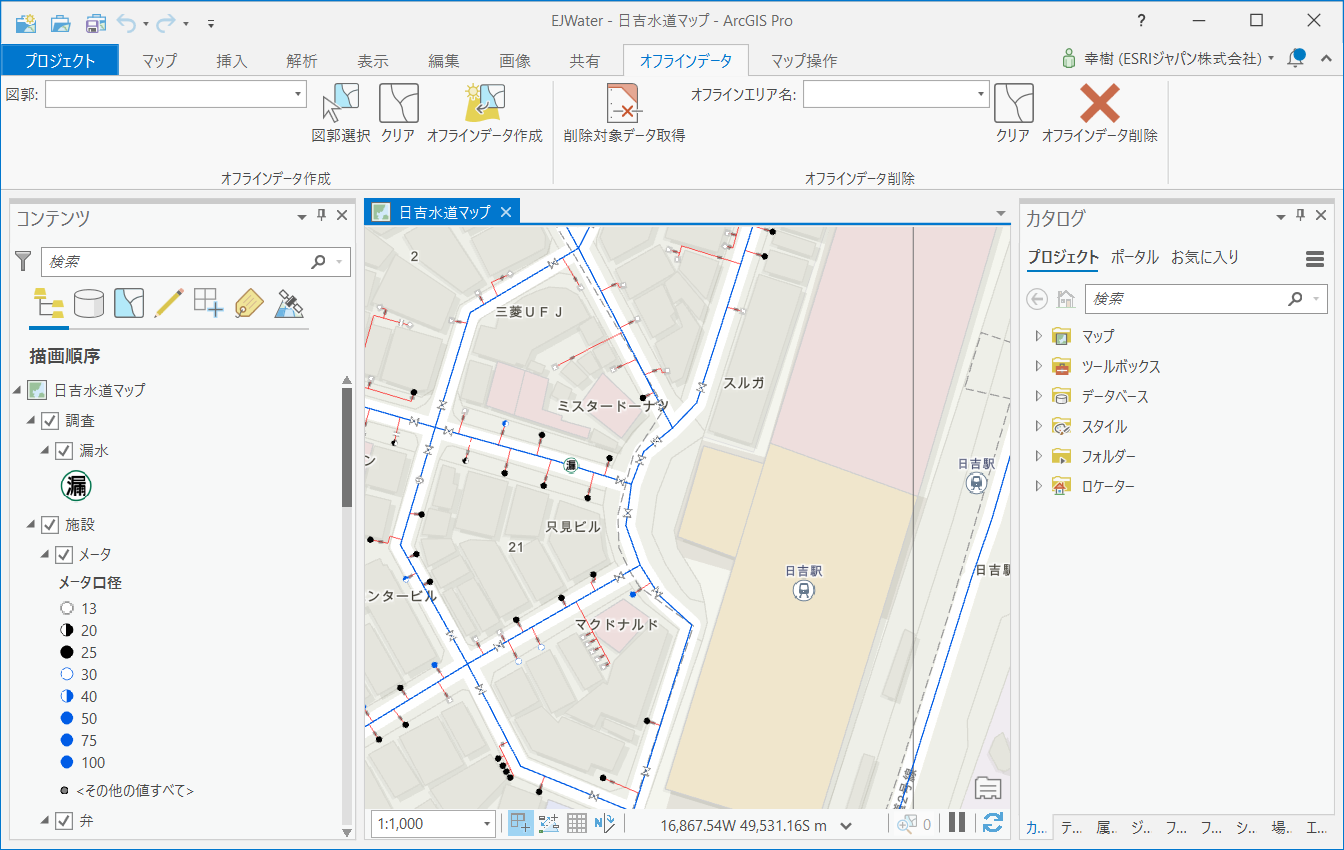 EJWater - 日吉水道マップ - ArcGIS Pro
?
プロジェクト マップ 挿入 解析 表示 編集 画像 共有 オフラインデータ マップ操作
幸樹 (ESRIジャパン株式会社)
図郭:
図郭選択 クリア オフラインデータ作成
オフラインデータ作成
削除対象データ取得
オフラインエリア名:
クリア オフラインデータ削除
オフラインデータ削除
コンテンツ
検索
描画順序
日吉水道マップ
調査
漏水
漏
施設
メータ
メータ口径
13
20
25
30
40
50
75
100
<その他の値すべて>
弁
日吉水道マップ
2
三菱ＵＦＪ
スルガ
ミスタードーナツ
漏
ン
日吉駅
只見ビル
21
日吉駅
日吉駅
ンタービル
マクドナルド
第2号線
1:1,000
16,867.54W 49,531.16S m
0
カタログ
プロジェクト ポータル お気に入り
検索
マップ
ツールボックス
データベース
スタイル
フォルダー
ロケーター
カ... テ... 属.. ジ... フ... フ... シ.. 場.. エ...